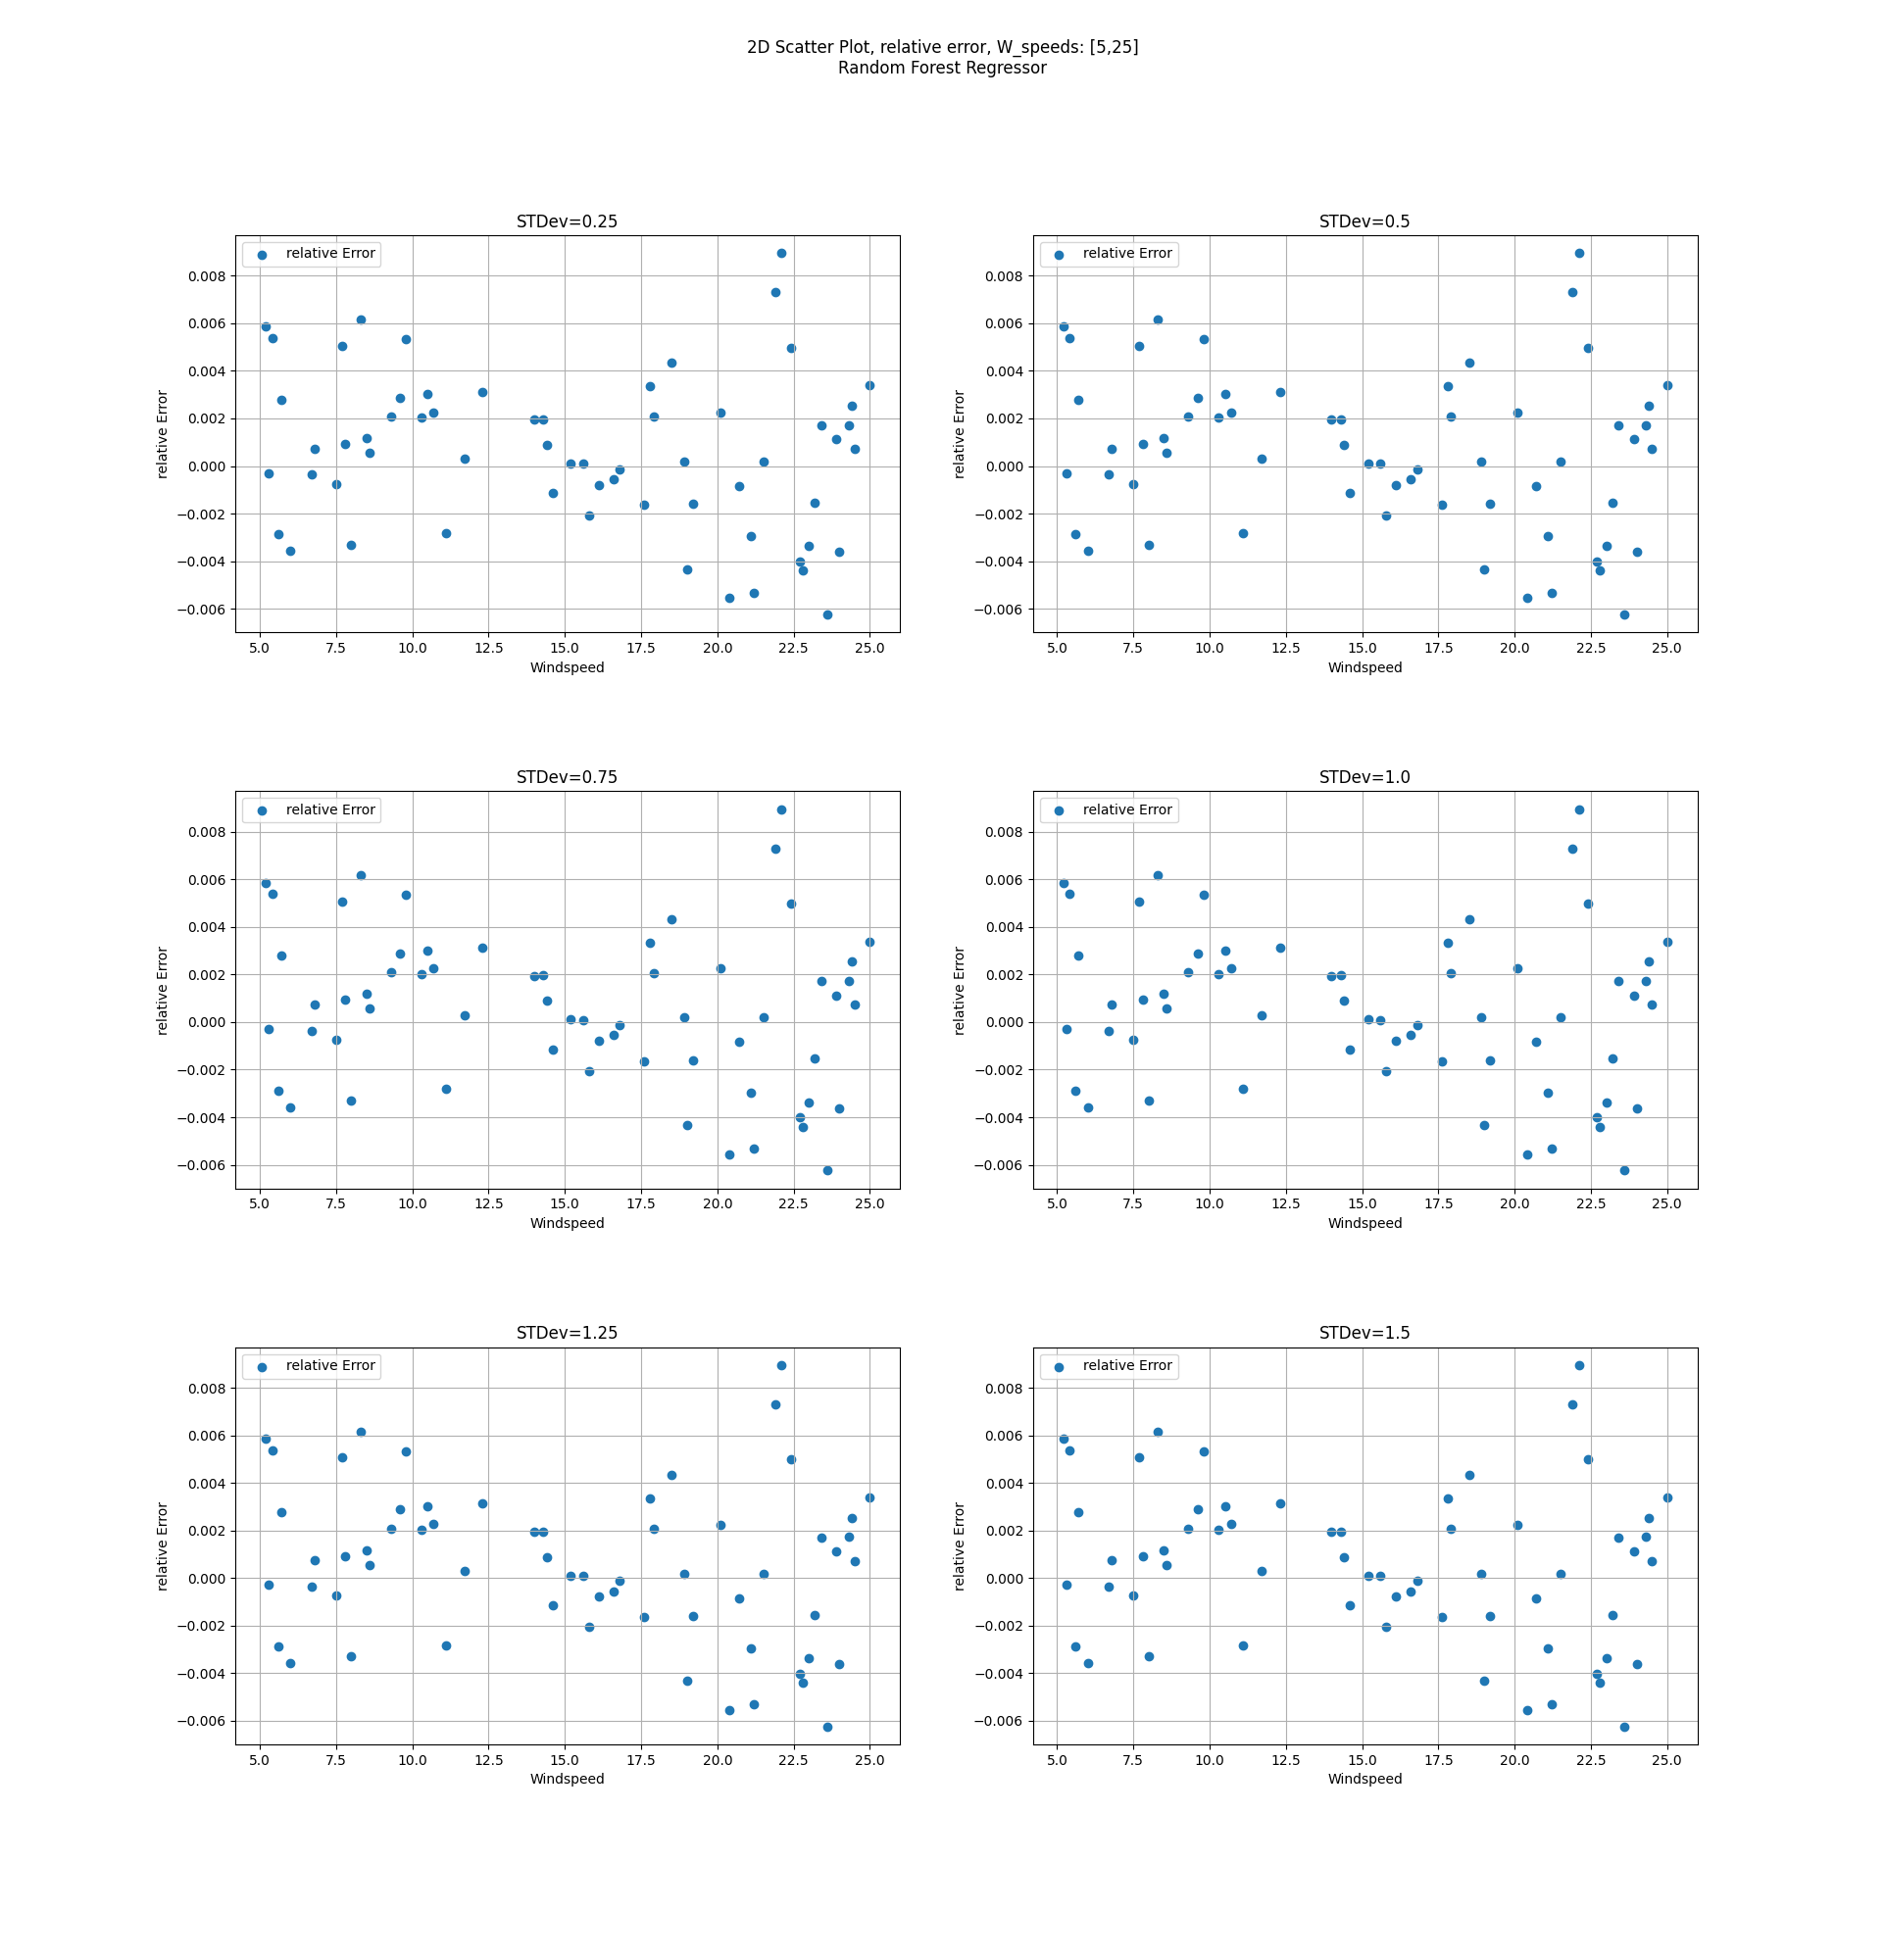 2D Scatter Plot, relative error, W_speeds: [5,25]
Random Forest Regressor
STDev=0.25
relative Error
0.008
0.006
0.004
0.002
0.000
−0.002
−0.004
−0.006
relative Error
5.0 7.5 10.0 12.5 15.0 17.5 20.0 22.5 25.0
Windspeed
STDev=0.5
relative Error
0.008
0.006
0.004
0.002
0.000
−0.002
−0.004
−0.006
relative Error
5.0 7.5 10.0 12.5 15.0 17.5 20.0 22.5 25.0
Windspeed
STDev=0.75
relative Error
0.008
0.006
0.004
0.002
0.000
−0.002
−0.004
−0.006
relative Error
5.0 7.5 10.0 12.5 15.0 17.5 20.0 22.5 25.0
Windspeed
STDev=1.0
relative Error
0.008
0.006
0.004
0.002
0.000
−0.002
−0.004
−0.006
relative Error
5.0 7.5 10.0 12.5 15.0 17.5 20.0 22.5 25.0
Windspeed
STDev=1.25
relative Error
0.008
0.006
0.004
0.002
0.000
−0.002
−0.004
−0.006
relative Error
5.0 7.5 10.0 12.5 15.0 17.5 20.0 22.5 25.0
Windspeed
STDev=1.5
relative Error
0.008
0.006
0.004
0.002
0.000
−0.002
−0.004
−0.006
relative Error
5.0 7.5 10.0 12.5 15.0 17.5 20.0 22.5 25.0
Windspeed